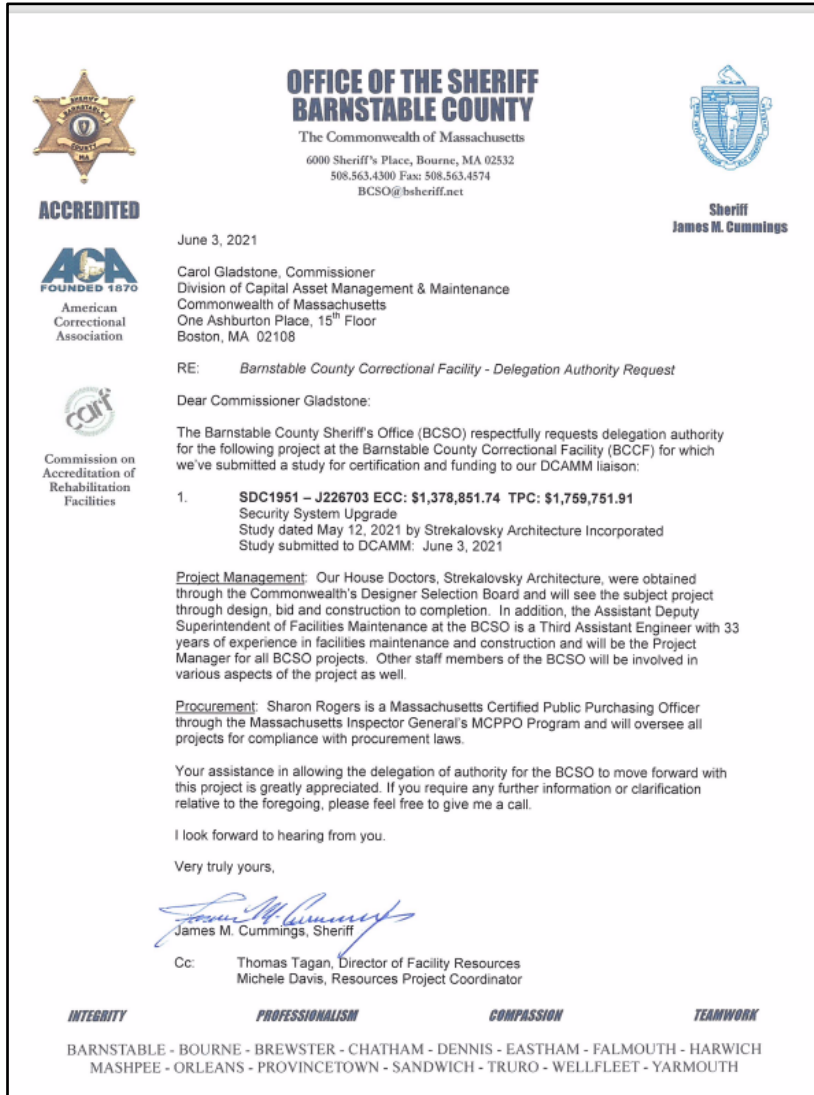 OFFICE OF THE SHERIFF
BARNSTABLE COUNTY
The Commonwealth of Massachusetts
6000 Sheriff's Place, Bourne, MA 02532
508.563.4300 Fax: 508.563.4574
BCSO@bsheriff.net
SHERIFF
BARNSTABLE
COUNTY
MA
ACCREDITED
ACA
FOUNDED 1870
American
Correctional
Association
carf
Commission on
Accreditation of
Rehabilitation
Facilities
Sheriff
James M. Cummings
June 3, 2021
Carol Gladstone, Commissioner
Division of Capital Asset Management & Maintenance
Commonwealth of Massachusetts
One Ashburton Place, 15th Floor
Boston, MA 02108
RE: Barnstable County Correctional Facility - Delegation Authority Request
Dear Commissioner Gladstone:
The Barnstable County Sheriff's Office (BCSO) respectfully requests delegation authority
for the following project at the Barnstable County Correctional Facility (BCCF) for which
we've submitted a study for certification and funding to our DCAMM liaison:
1. SDC1951 – J226703 ECC: $1,378,851.74 TPC: $1,759,751.91
Security System Upgrade
Study dated May 12, 2021 by Strekalovsky Architecture Incorporated
Study submitted to DCAMM: June 3, 2021
Project Management: Our House Doctors, Strekalovsky Architecture, were obtained
through the Commonwealth's Designer Selection Board and will see the subject project
through design, bid and construction to completion. In addition, the Assistant Deputy
Superintendent of Facilities Maintenance at the BCSO is a Third Assistant Engineer with 33
years of experience in facilities maintenance and construction and will be the Project
Manager for all BCSO projects. Other staff members of the BCSO will be involved in
various aspects of the project as well.
Procurement: Sharon Rogers is a Massachusetts Certified Public Purchasing Officer
through the Massachusetts Inspector General's MCPPO Program and will oversee all
projects for compliance with procurement laws.
Your assistance in allowing the delegation of authority for the BCSO to move forward with
this project is greatly appreciated. If you require any further information or clarification
relative to the foregoing, please feel free to give me a call.
I look forward to hearing from you.
Very truly yours,
James M. Cummings
James M. Cummings, Sheriff
Cc: Thomas Tagan, Director of Facility Resources
Michele Davis, Resources Project Coordinator
INTEGRITY PROFESSIONALISM COMPASSION TEAMWORK
BARNSTABLE - BOURNE - BREWSTER - CHATHAM - DENNIS - EASTHAM - FALMOUTH - HARWICH
MASHPEE - ORLEANS - PROVINCETOWN - SANDWICH - TRURO - WELLFLEET - YARMOUTH